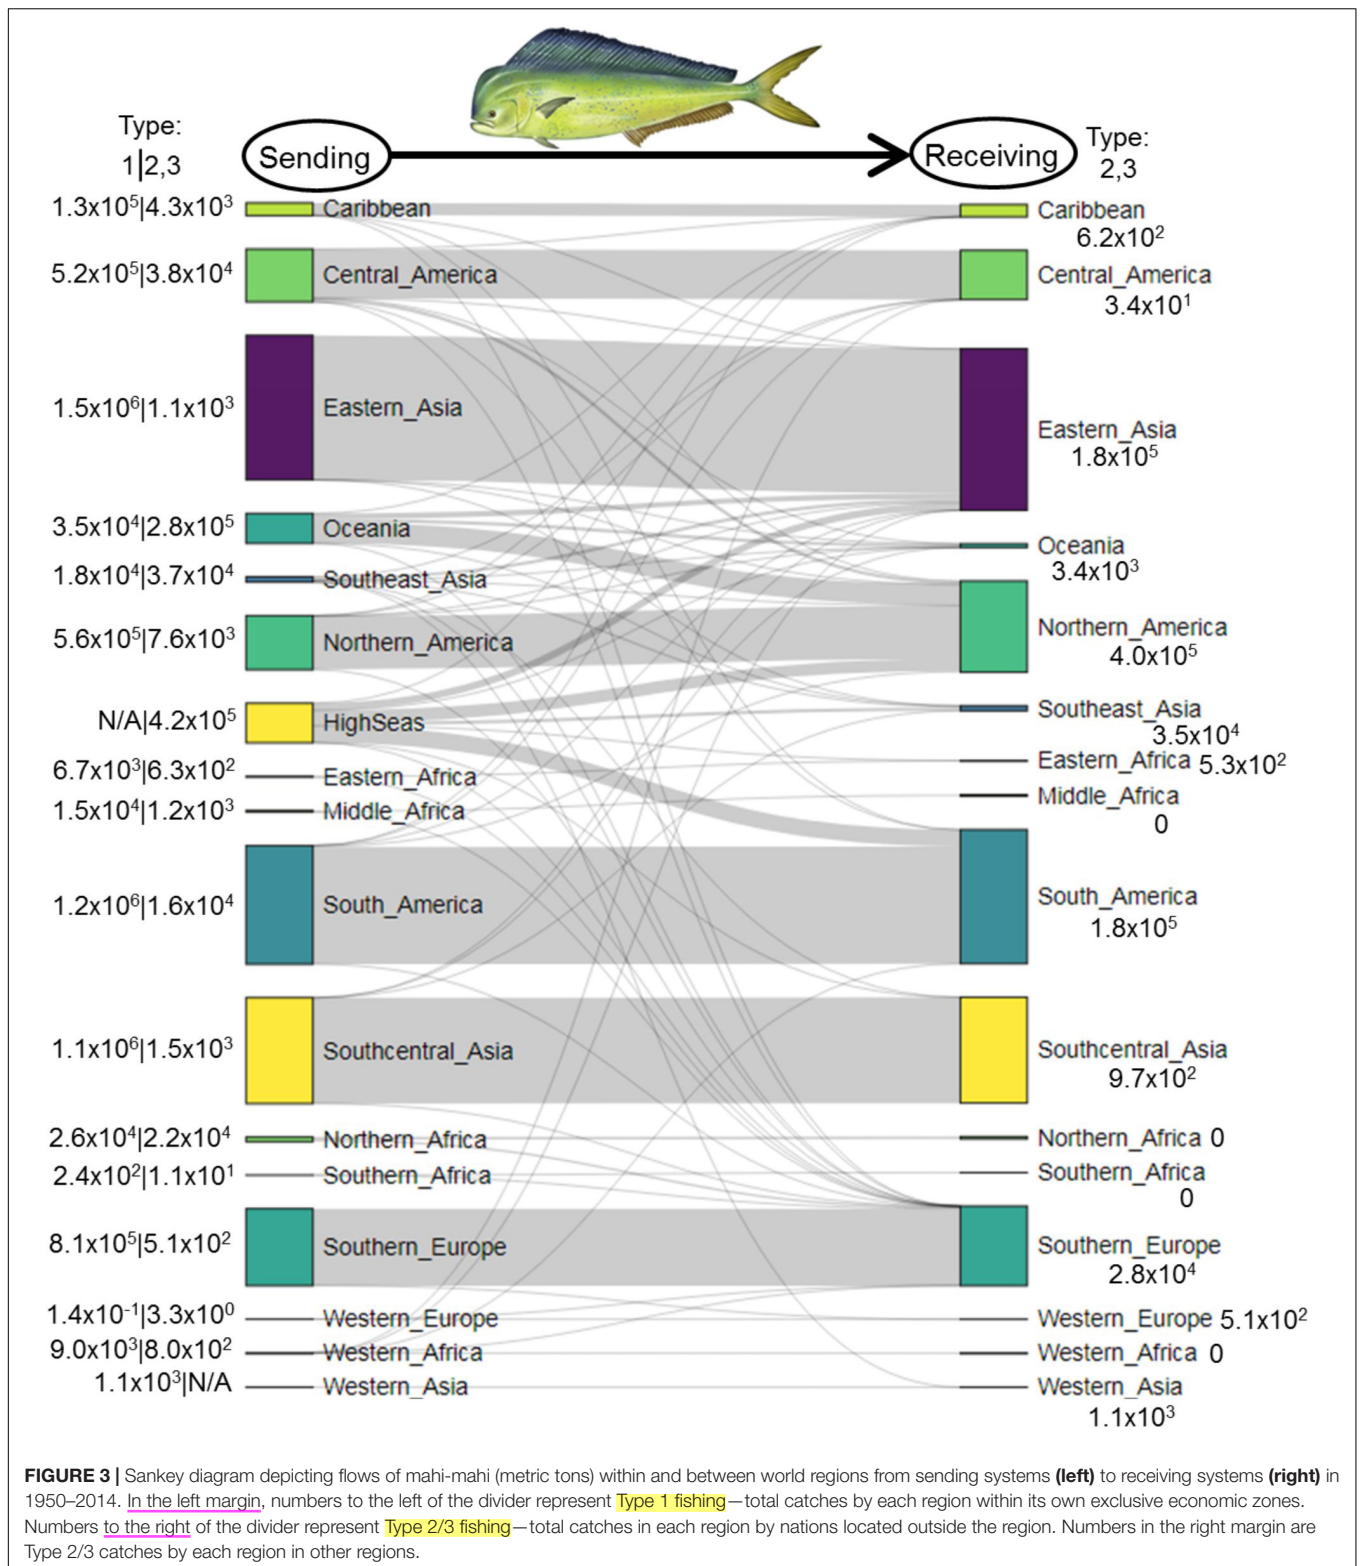 Type:
1|2,3
Sending
Receiving
Type:
2,3
1.3x10⁵|4.3x10³
Caribbean
Caribbean
6.2x10²
5.2x10⁵|3.8x10⁴
Central_America
Central_America
3.4x10¹
1.5x10⁶|1.1x10³
Eastern_Asia
Eastern_Asia
1.8x10⁵
3.5x10⁴|2.8x10⁵
Oceania
Oceania
3.4x10³
1.8x10⁴|3.7x10⁴
Southeast_Asia
5.6x10⁵|7.6x10³
Northern_America
Northern_America
4.0x10⁵
N/A|4.2x10⁵
HighSeas
Southeast_Asia
3.5x10⁴
6.7x10³|6.3x10²
Eastern_Africa
Eastern_Africa 5.3x10²
1.5x10⁴|1.2x10³
Middle_Africa
Middle_Africa
0
1.2x10⁶|1.6x10⁴
South_America
South_America
1.8x10⁵
1.1x10⁶|1.5x10³
Southcentral_Asia
Southcentral_Asia
9.7x10²
2.6x10⁴|2.2x10⁴
Northern_Africa
Northern_Africa 0
2.4x10²|1.1x10¹
Southern_Africa
Southern_Africa
0
8.1x10⁵|5.1x10²
Southern_Europe
Southern_Europe
2.8x10⁴
1.4x10⁻¹|3.3x10⁰
Western_Europe
Western_Europe 5.1x10²
9.0x10³|8.0x10²
Western_Africa
Western_Africa 0
1.1x10³|N/A
Western_Asia
Western_Asia
1.1x10³
FIGURE 3 | Sankey diagram depicting flows of mahi-mahi (metric tons) within and between world regions from sending systems (left) to receiving systems (right) in
1950–2014. In the left margin, numbers to the left of the divider represent Type 1 fishing—total catches by each region within its own exclusive economic zones.
Numbers to the right of the divider represent Type 2/3 fishing—total catches in each region by nations located outside the region. Numbers in the right margin are
Type 2/3 catches by each region in other regions.